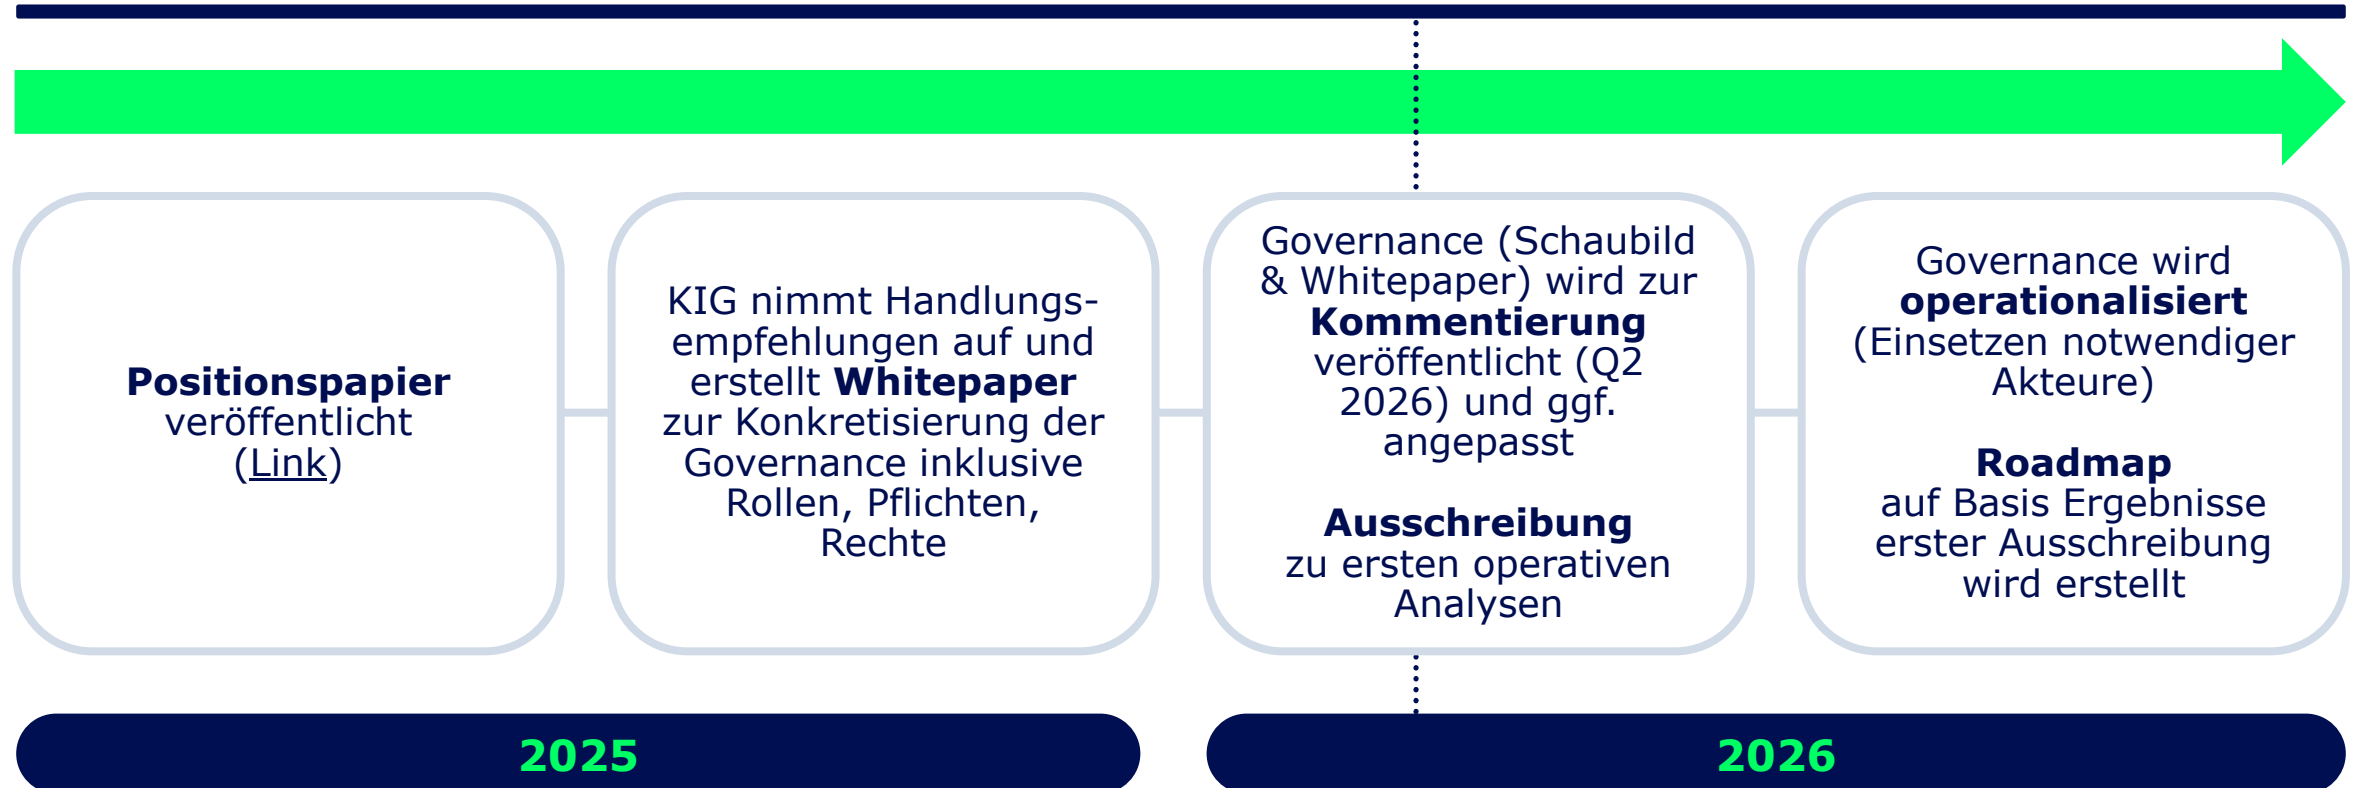 Positionspapier
veröffentlicht
(Link)
KIG nimmt Handlungs-
empfehlungen auf und
erstellt Whitepaper
zur Konkretisierung der
Governance inklusive
Rollen, Pflichten,
Rechte
Governance (Schaubild
& Whitepaper) wird zur
Kommentierung
veröffentlicht (Q2
2026) und ggf.
angepasst
Ausschreibung
zu ersten operativen
Analysen
Governance wird
operationalisiert
(Einsetzen notwendiger
Akteure)
Roadmap
auf Basis Ergebnisse
erster Ausschreibung
wird erstellt
2025
2026